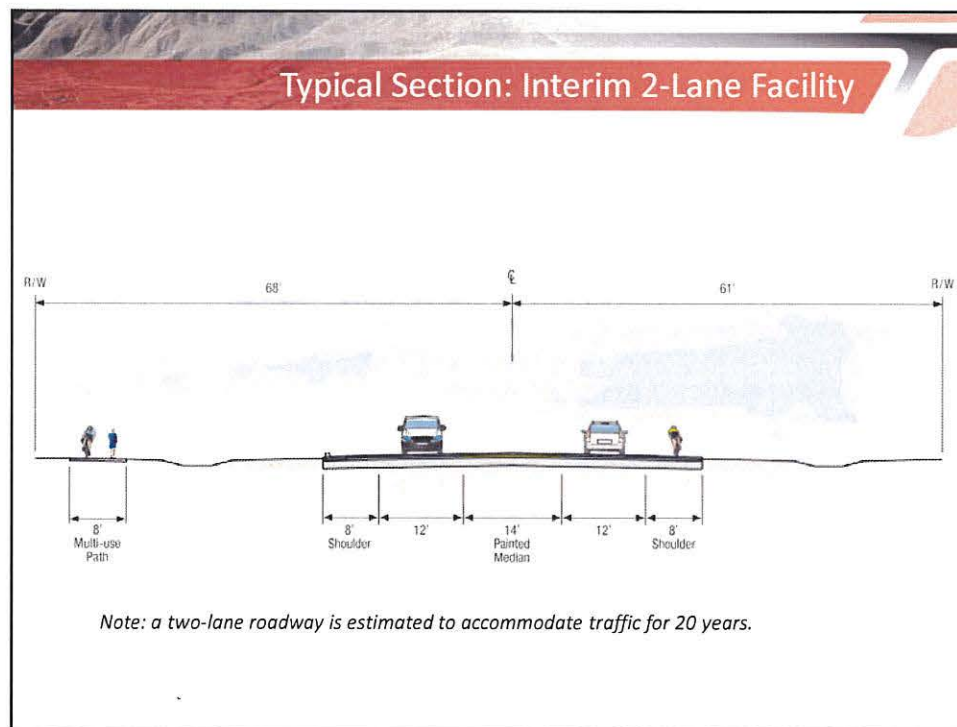 Typical Section: Interim 2-Lane Facility
R/W
68'
℄
61'
R/W
8'
Multi-use
Path
8'
Shoulder
12'
14'
Painted
Median
12'
8'
Shoulder
Note: a two-lane roadway is estimated to accommodate traffic for 20 years.